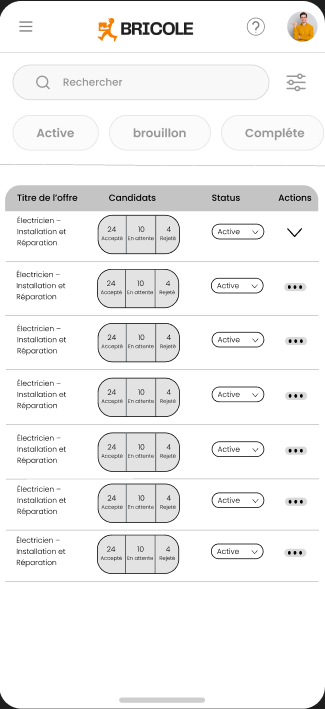 BRICOLE
?
Rechercher
Active brouillon Compléte
Titre de l'offre Candidats Status Actions
Électricien –
Installation et
Réparation
24 10 4
Accepté En attente Rejeté
Active
Électricien –
Installation et
Réparation
24 10 4
Accepté En attente Rejeté
Active
Électricien –
Installation et
Réparation
24 10 4
Accepté En attente Rejeté
Active
Électricien –
Installation et
Réparation
24 10 4
Accepté En attente Rejeté
Active
Électricien –
Installation et
Réparation
24 10 4
Accepté En attente Rejeté
Active
Électricien –
Installation et
Réparation
24 10 4
Accepté En attente Rejeté
Active
Électricien –
Installation et
Réparation
24 10 4
Accepté En attente Rejeté
Active